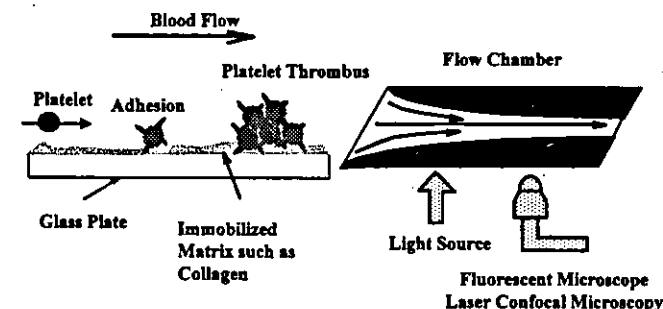 Blood Flow
Platelet Thrombus
Flow Chamber
Platelet
Adhesion
Glass Plate
Immobilized
Matrix such as
Collagen
Light Source
Fluorescent Microscope
Laser Confocal Microscopy